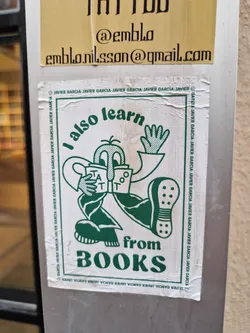 TATTOO
@emblo
emblo.nilsson@gmail.com
© JAVIER GARCIA JAVIER GARCIA JAVIER GARCIA JAVIER GARCIA
I also learn
from
BOOKS